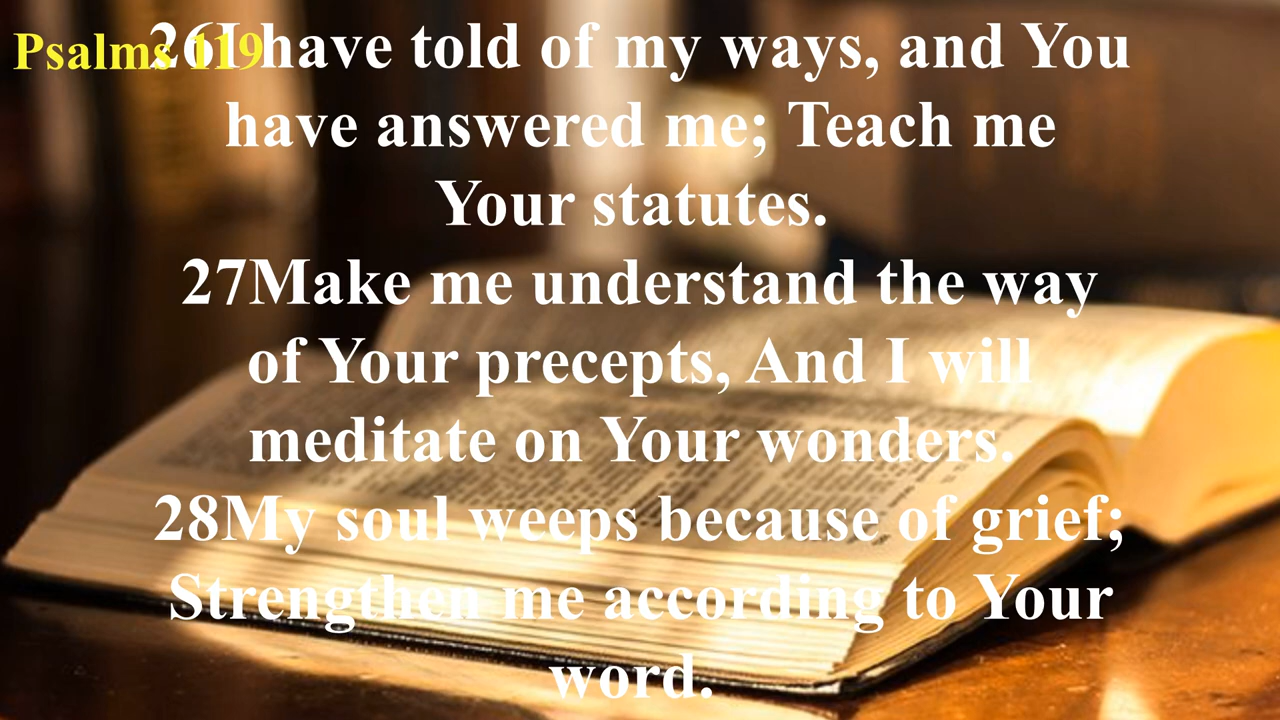 Psalms 119
26I have told of my ways, and You
have answered me; Teach me
Your statutes.
27Make me understand the way
of Your precepts, And I will
meditate on Your wonders.
28My soul weeps because of grief;
Strengthen me according to Your
word.